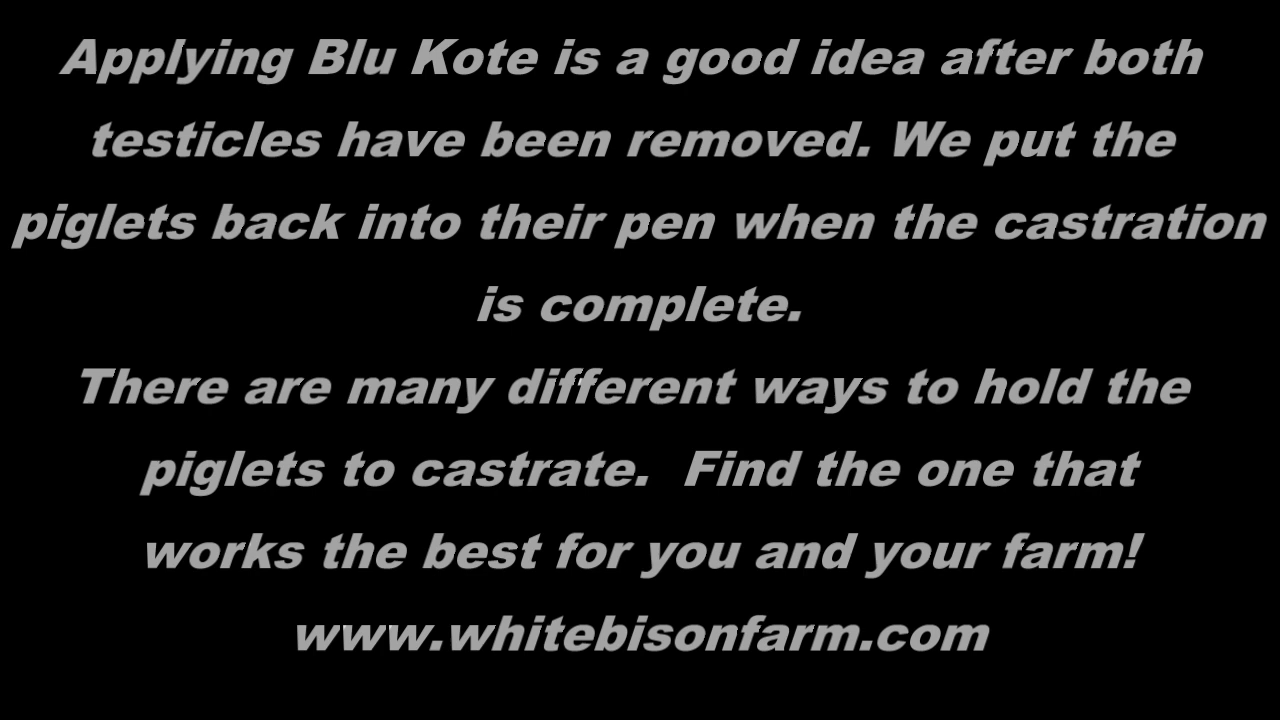 Applying Blu Kote is a good idea after both
testicles have been removed. We put the
piglets back into their pen when the castration
is complete.
There are many different ways to hold the
piglets to castrate.  Find the one that
works the best for you and your farm!
www.whitebisonfarm.com